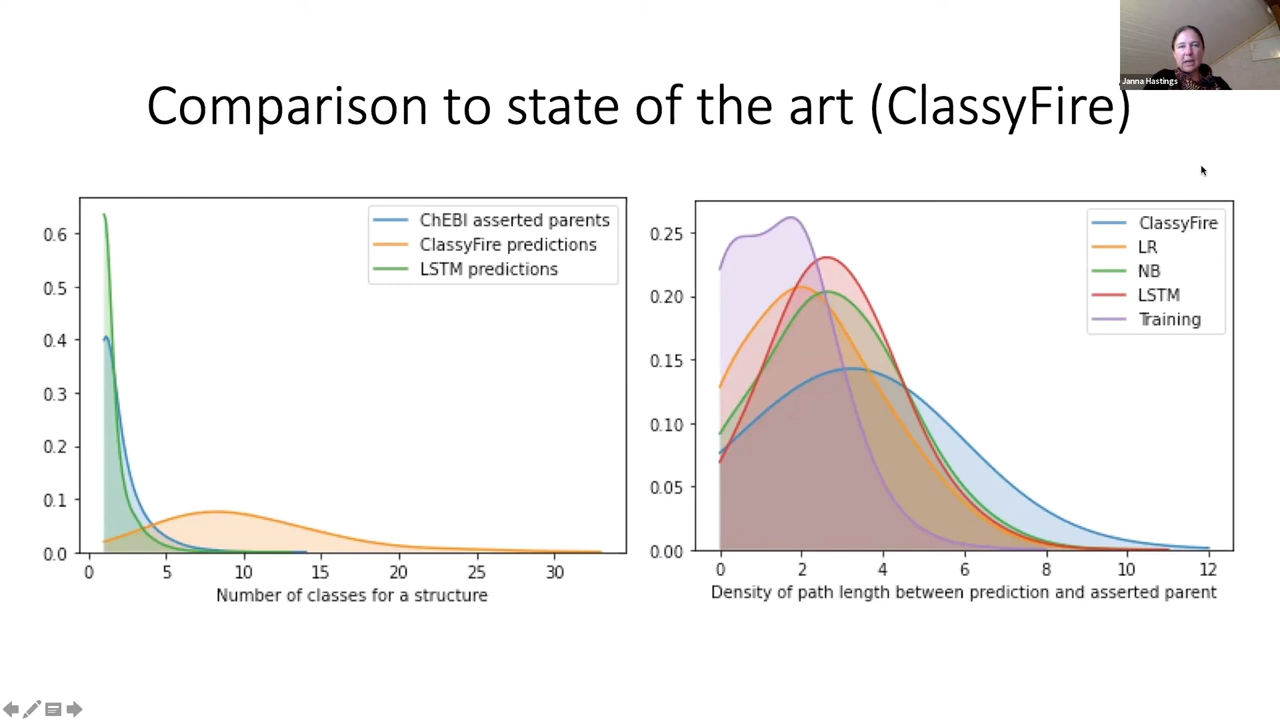 Janna Hastings
Comparison to state of the art (ClassyFire)
0.6
0.5
0.4
0.3
0.2
0.1
0.0
0 5 10 15 20 25 30
Number of classes for a structure
ChEBI asserted parents
ClassyFire predictions
LSTM predictions
0.25
0.20
0.15
0.10
0.05
0.00
0 2 4 6 8 10 12
Density of path length between prediction and asserted parent
ClassyFire
LR
NB
LSTM
Training